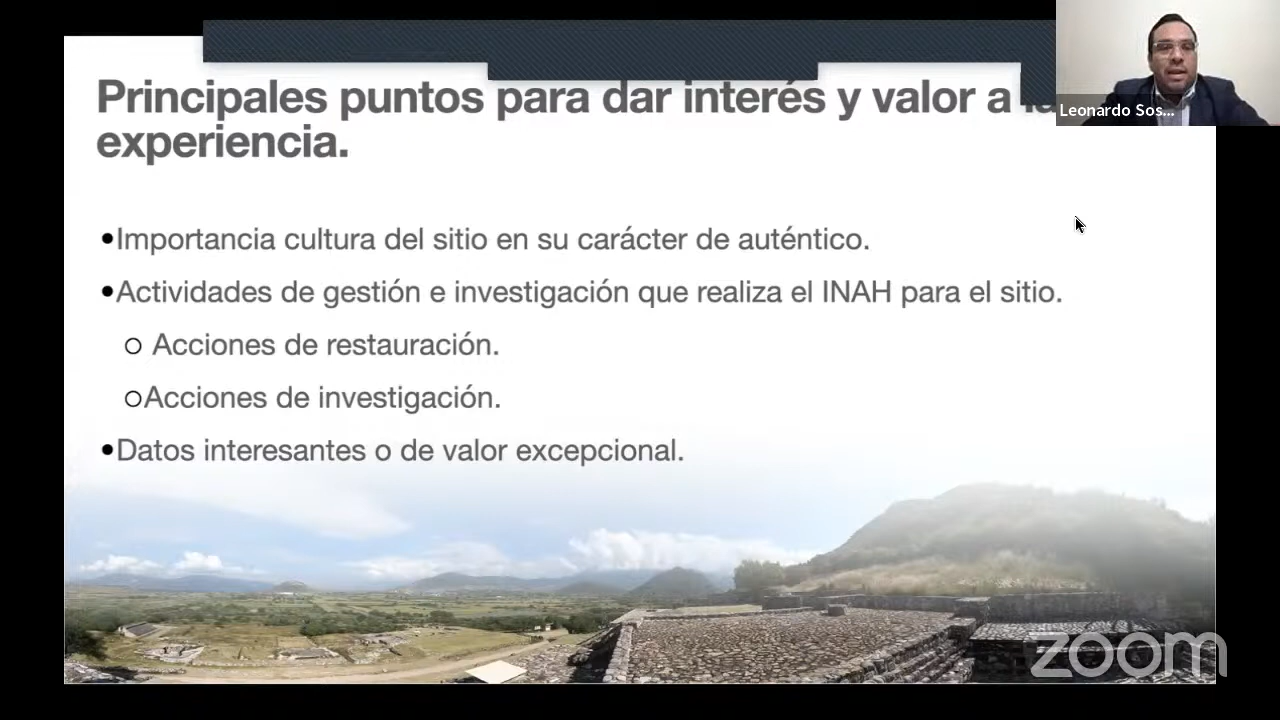 Principales puntos para dar interés y valor a la
experiencia.
•Importancia cultura del sitio en su carácter de auténtico.
•Actividades de gestión e investigación que realiza el INAH para el sitio.
○ Acciones de restauración.
○Acciones de investigación.
•Datos interesantes o de valor excepcional.
Leonardo Sos...
zoom